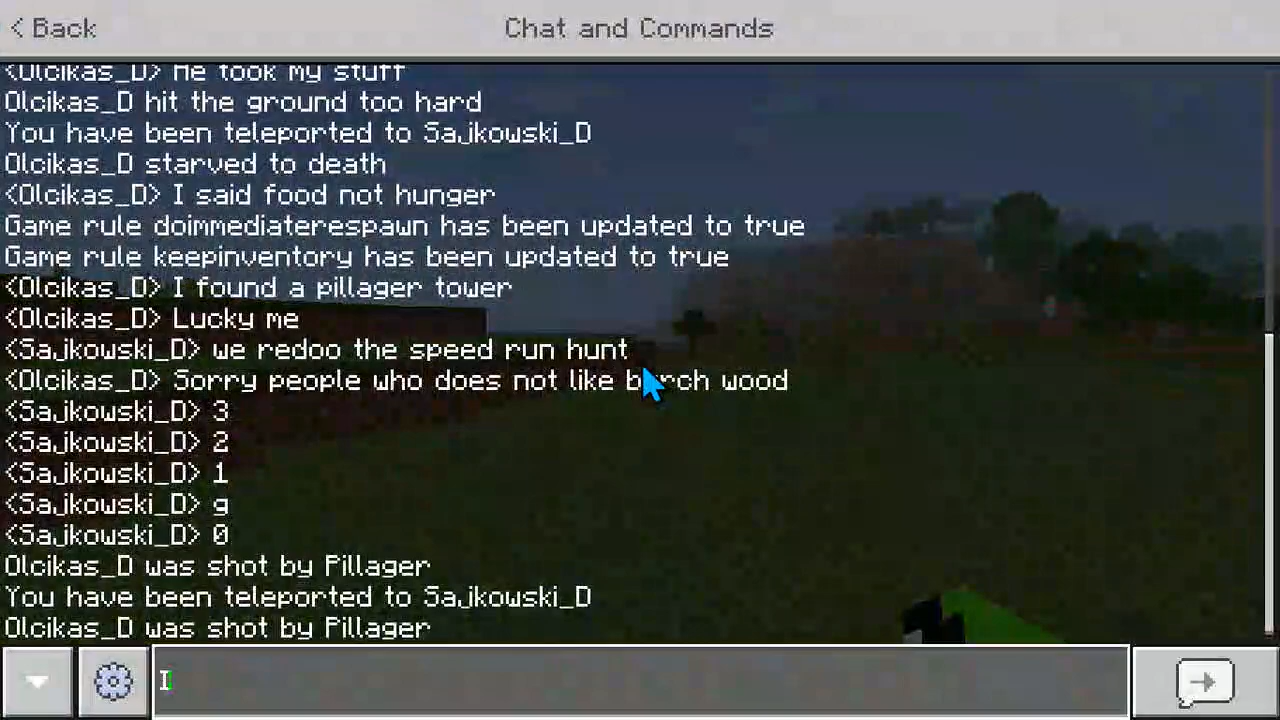 < Back
Chat and Commands
<Olcikas_D> He took my stuff
Olcikas_D hit the ground too hard
You have been teleported to Sajkowski_D
Olcikas_D starved to death
<Olcikas_D> I said food not hunger
Game rule doimmediaterespawn has been updated to true
Game rule keepinventory has been updated to true
<Olcikas_D> I found a pillager tower
<Olcikas_D> Lucky me
<Sajkowski_D> we redoo the speed run hunt
<Olcikas_D> Sorry people who does not like wood
<Sajkowski_D> 3
<Sajkowski_D> 2
<Sajkowski_D> 1
<Sajkowski_D> g
<Sajkowski_D> 0
Olcikas_D was shot by Pillager
You have been teleported to Sajkowski_D
Olcikas_D was shot by Pillager
I